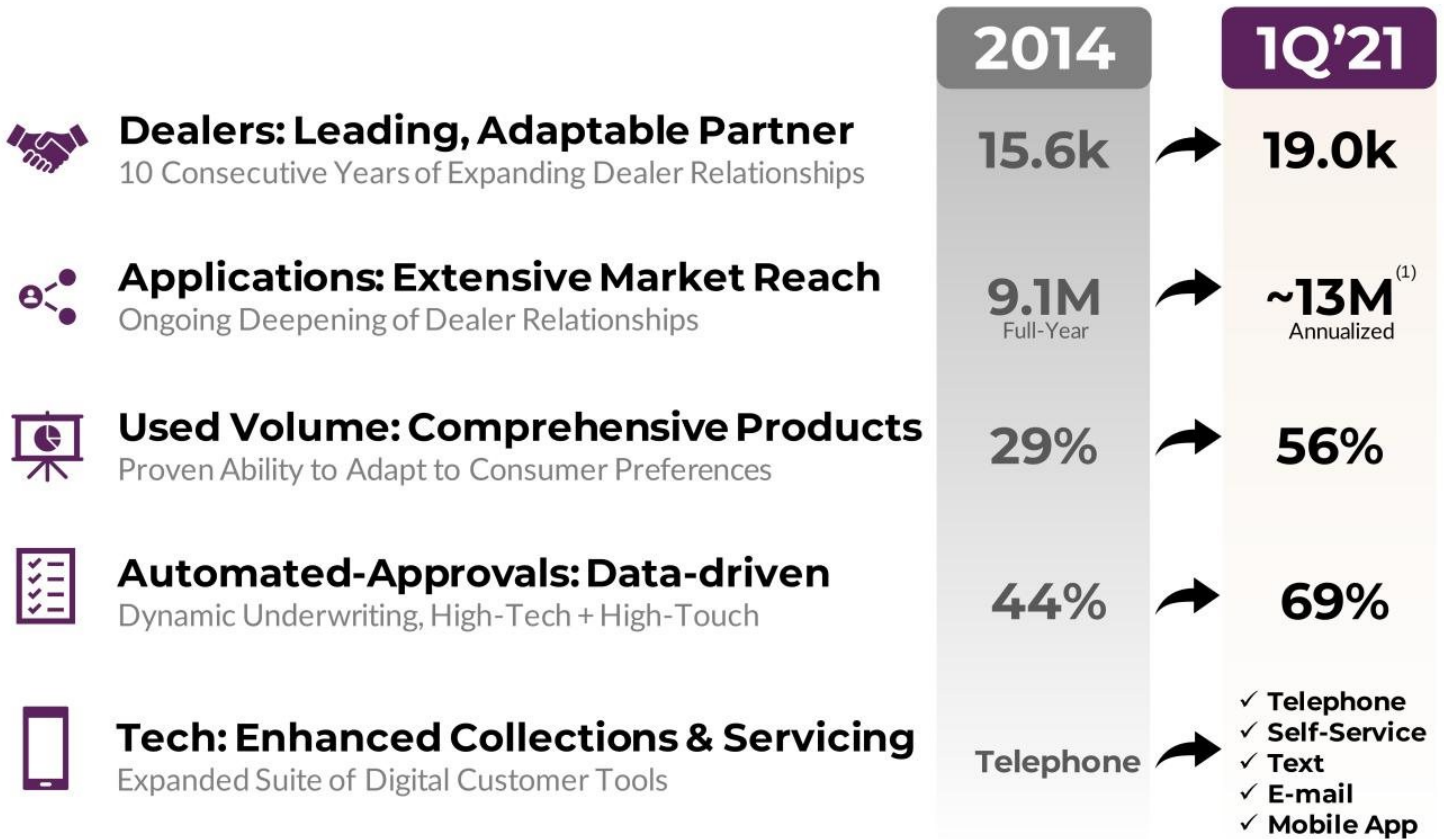 2014 1Q’21
Dealers: Leading, Adaptable Partner
10 Consecutive Years of Expanding Dealer Relationships
15.6k 19.0k
Applications: Extensive Market Reach
Ongoing Deepening of Dealer Relationships
9.1M ~13M (1)
Full-Year Annualized
Used Volume: Comprehensive Products
Proven Ability to Adapt to Consumer Preferences
29% 56%
Automated-Approvals: Data-driven
Dynamic Underwriting, High-Tech + High-Touch
44% 69%
Tech: Enhanced Collections & Servicing
Expanded Suite of Digital Customer Tools
Telephone
✓ Telephone
✓ Self-Service
✓ Text
✓ E-mail
✓ Mobile App